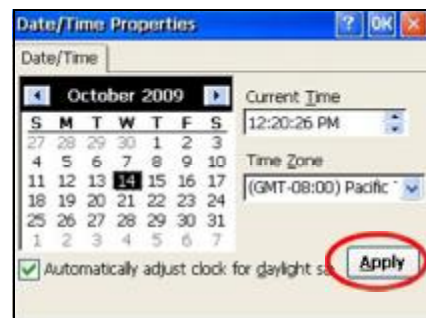 Date/Time Properties ? OK ×
Date/Time
October 2009
Current Time
S M T W T F S
12:20:26 PM
27 28 29 30 1 2 3
4 5 6 7 8 9 10
Time Zone
11 12 13 14 15 16 17
(GMT-08:00) Pacific
18 19 20 21 22 23 24
25 26 27 28 29 30 31
1 2 3 4 5 6 7
Automatically adjust clock for daylight sa
Apply